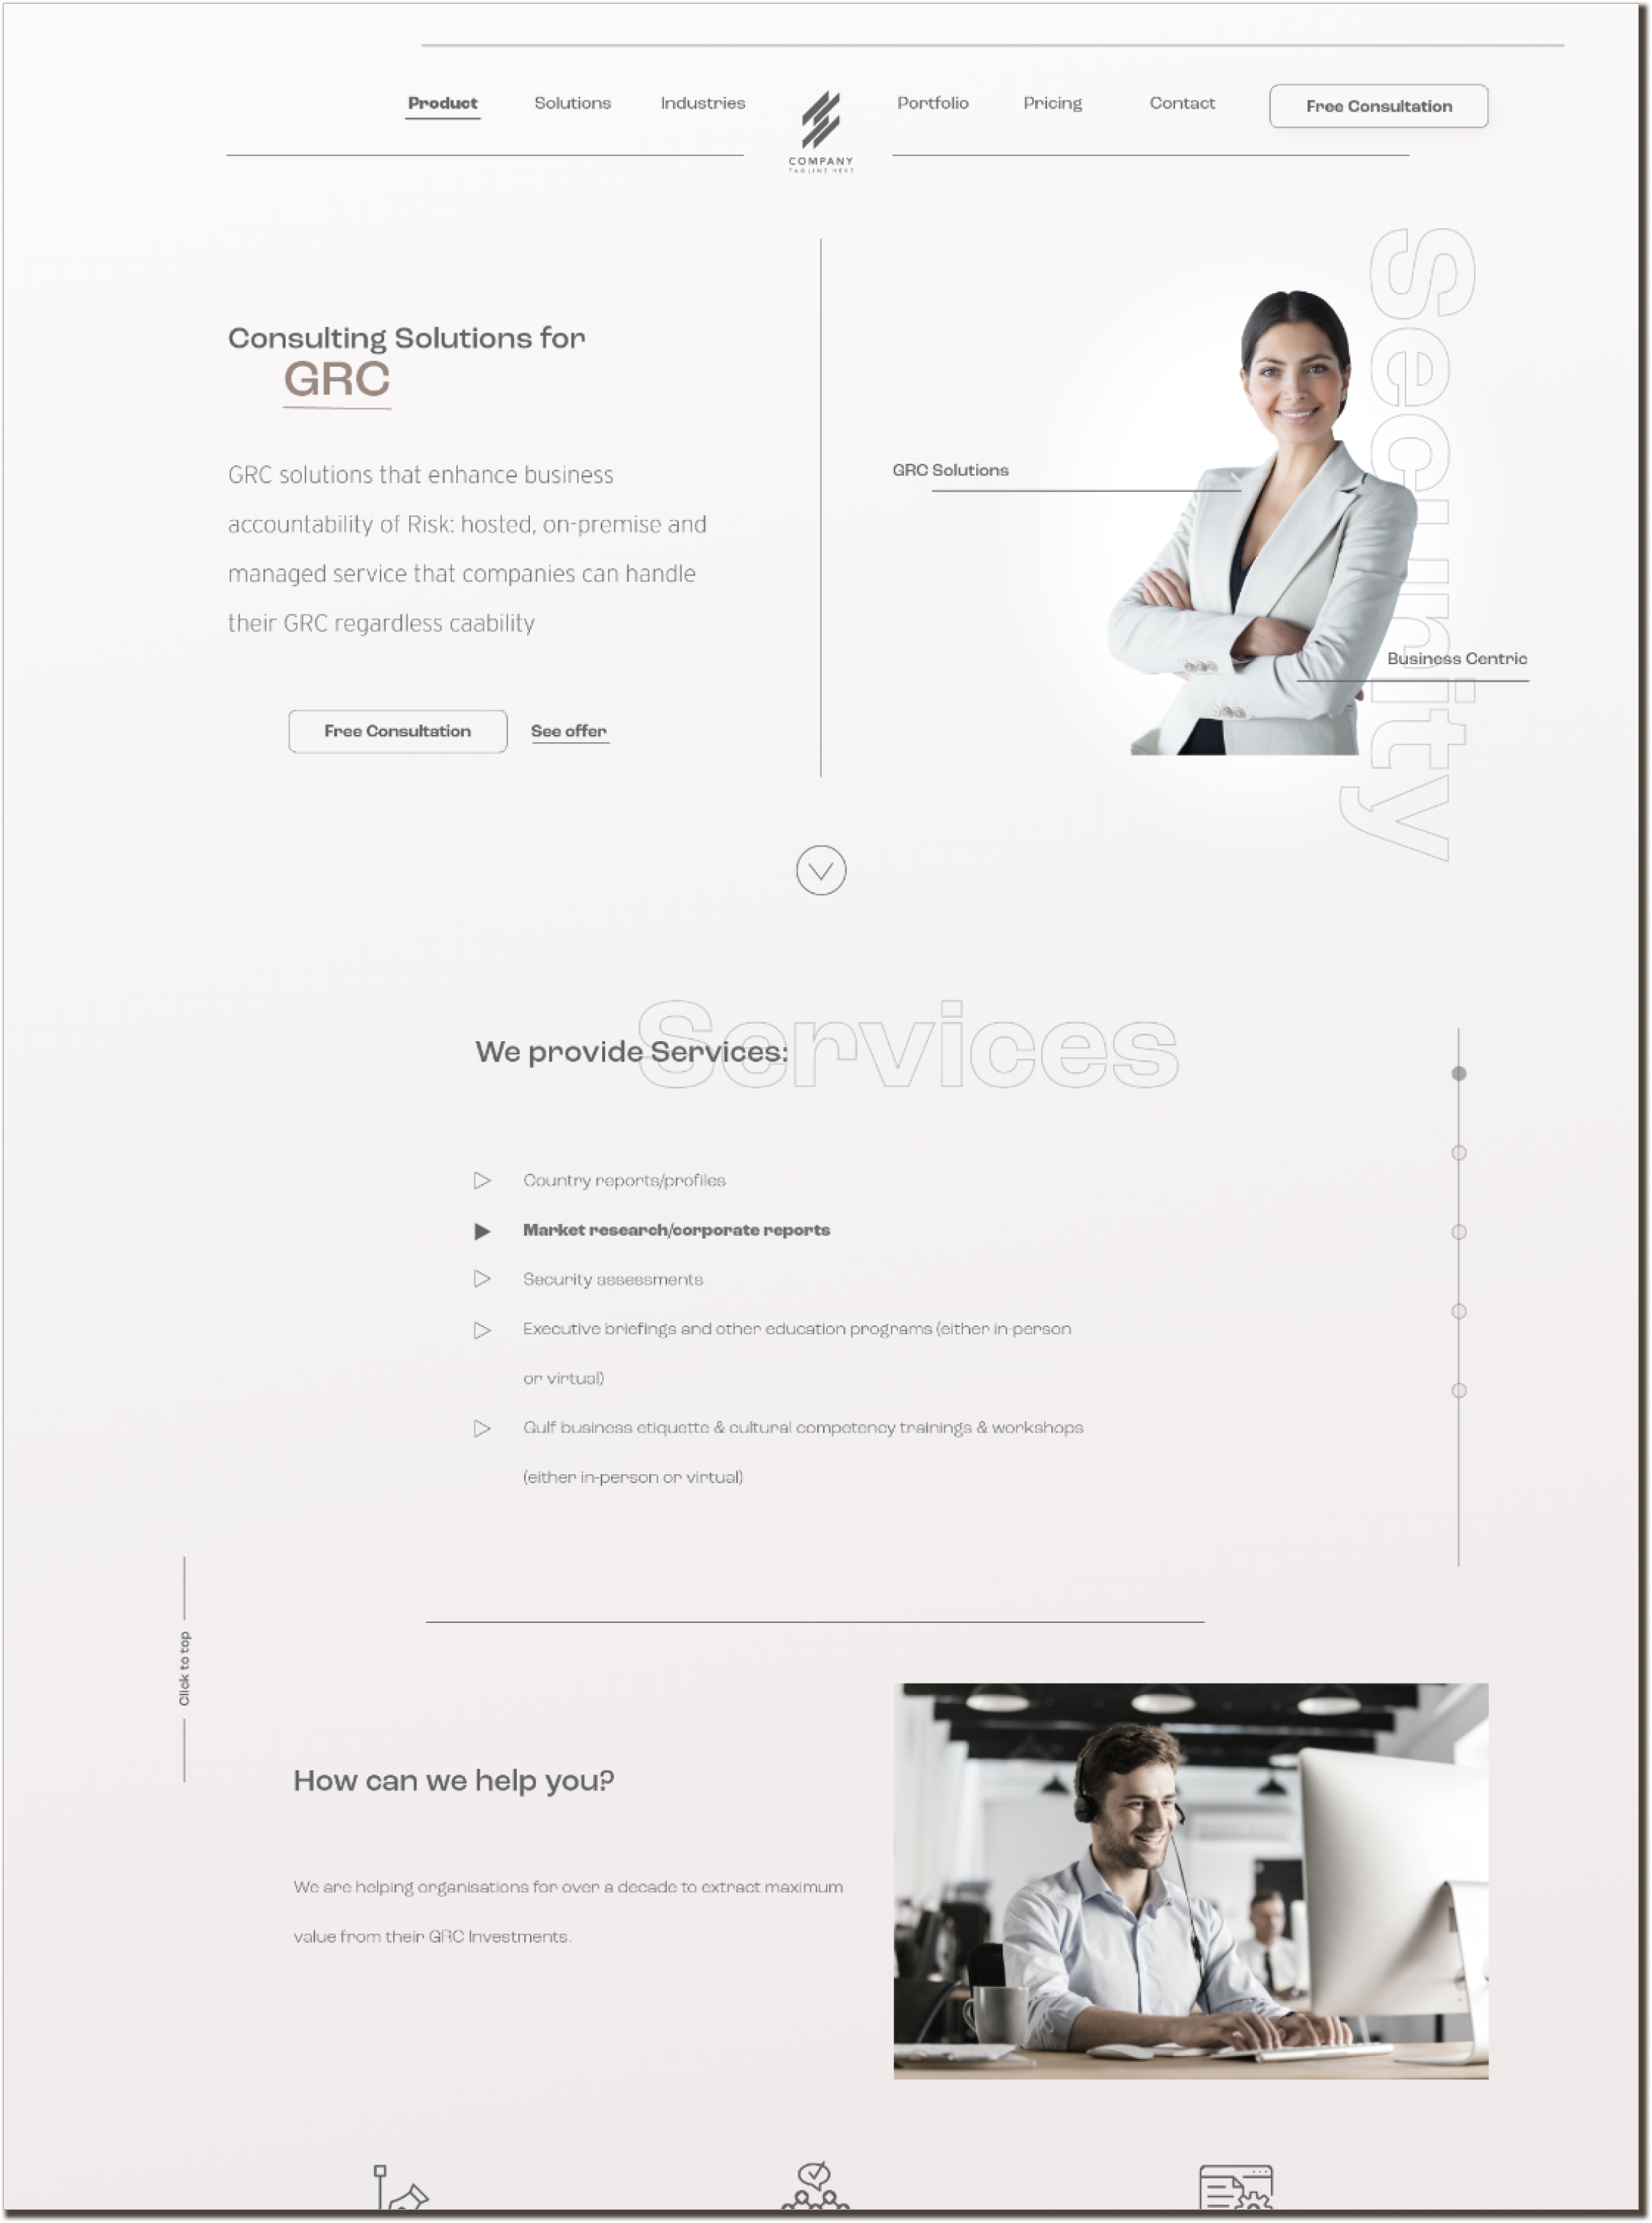 Product
Solutions
Industries
COMPANY
TAGLINE HERE
Portfolio
Pricing
Contact
Free Consultation
Consulting Solutions for
GRC
GRC solutions that enhance business
accountability of Risk: hosted, on-premise and
managed service that companies can handle
their GRC regardless caability
Free Consultation
See offer
Security
GRC Solutions
Business Centric
Services
We provide Services:
Country reports/profiles
Market research/corporate reports
Security assessments
Executive briefings and other education programs (either in-person
or virtual)
Gulf business etiquette & cultural competency trainings & workshops
(either in-person or virtual)
Click to top
How can we help you?
We are helping organisations for over a decade to extract maximum
value from their GRC Investments.